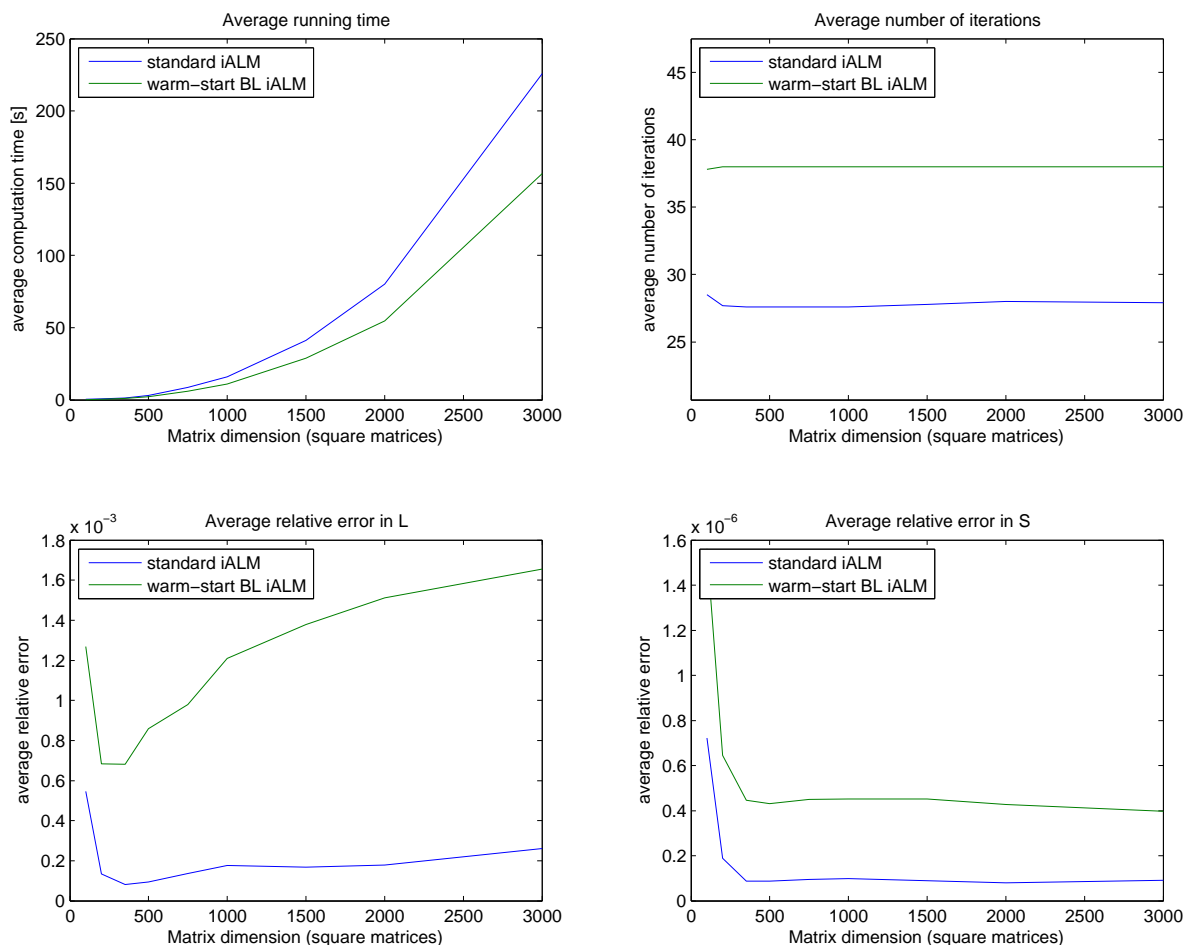 Average running time
250
200
150
100
50
0
average computation time [s]
standard iALM
warm−start BL iALM
0 500 1000 1500 2000 2500 3000
Matrix dimension (square matrices)
Average number of iterations
45
42
37
35
28
25
average number of iterations
standard iALM
warm−start BL iALM
0 500 1000 1500 2000 2500 3000
Matrix dimension (square matrices)
Average relative error in L
x 10−3
1.8
1.6
1.4
1.2
1
0.8
0.6
0.4
0.2
0
average relative error
standard iALM
warm−start BL iALM
0 500 1000 1500 2000 2500 3000
Matrix dimension (square matrices)
Average relative error in S
x 10−6
1.6
1.4
1.2
1
0.8
0.6
0.4
0.2
0
average relative error
standard iALM
warm−start BL iALM
0 500 1000 1500 2000 2500 3000
Matrix dimension (square matrices)